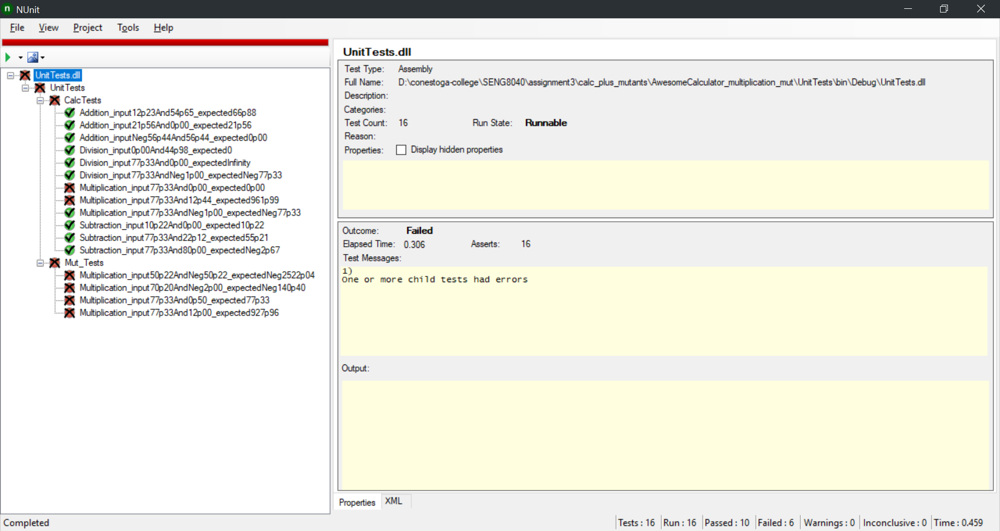 n NUnit
File View Project Tools Help
UnitTests.dll
UnitTests
CalcTests
Addition_input12p23And54p65_expected66p88
Addition_input21p56And0p00_expected21p56
Addition_inputNeg56p44And56p44_expected0p00
Division_input0p00And44p98_expected0
Division_input77p33And0p00_expectedInfinity
Division_input77p33AndNeg1p00_expectedNeg77p33
Multiplication_input77p33And0p00_expected0p00
Multiplication_input77p33And12p44_expected961p99
Multiplication_input77p33AndNeg1p00_expectedNeg77p33
Subtraction_input10p22And0p00_expected10p22
Subtraction_input77p33And22p12_expected55p21
Subtraction_input77p33And80p00_expectedNeg2p67
Mut_Tests
Multiplication_input50p22AndNeg50p22_expectedNeg2522p04
Multiplication_input70p20AndNeg2p00_expectedNeg140p40
Multiplication_input77p33And0p50_expected77p33
Multiplication_input77p33And12p00_expected927p96
UnitTests.dll
Test Type: Assembly
Full Name: D:\conestoga-college\SENG8040\assignment3\calc_plus_mutants\AwesomeCalculator_multiplication_mut\UnitTests\bin\Debug\UnitTests.dll
Description:
Categories:
Test Count: 16 Run State: Runnable
Reason:
Properties: Display hidden properties
Outcome: Failed
Elapsed Time: 0.306 Asserts: 16
Test Messages:
1)
One or more child tests had errors
Output:
Properties XML
Completed Tests : 16 Run : 16 Passed : 10 Failed : 6 Warnings : 0 Inconclusive : 0 Time : 0.459